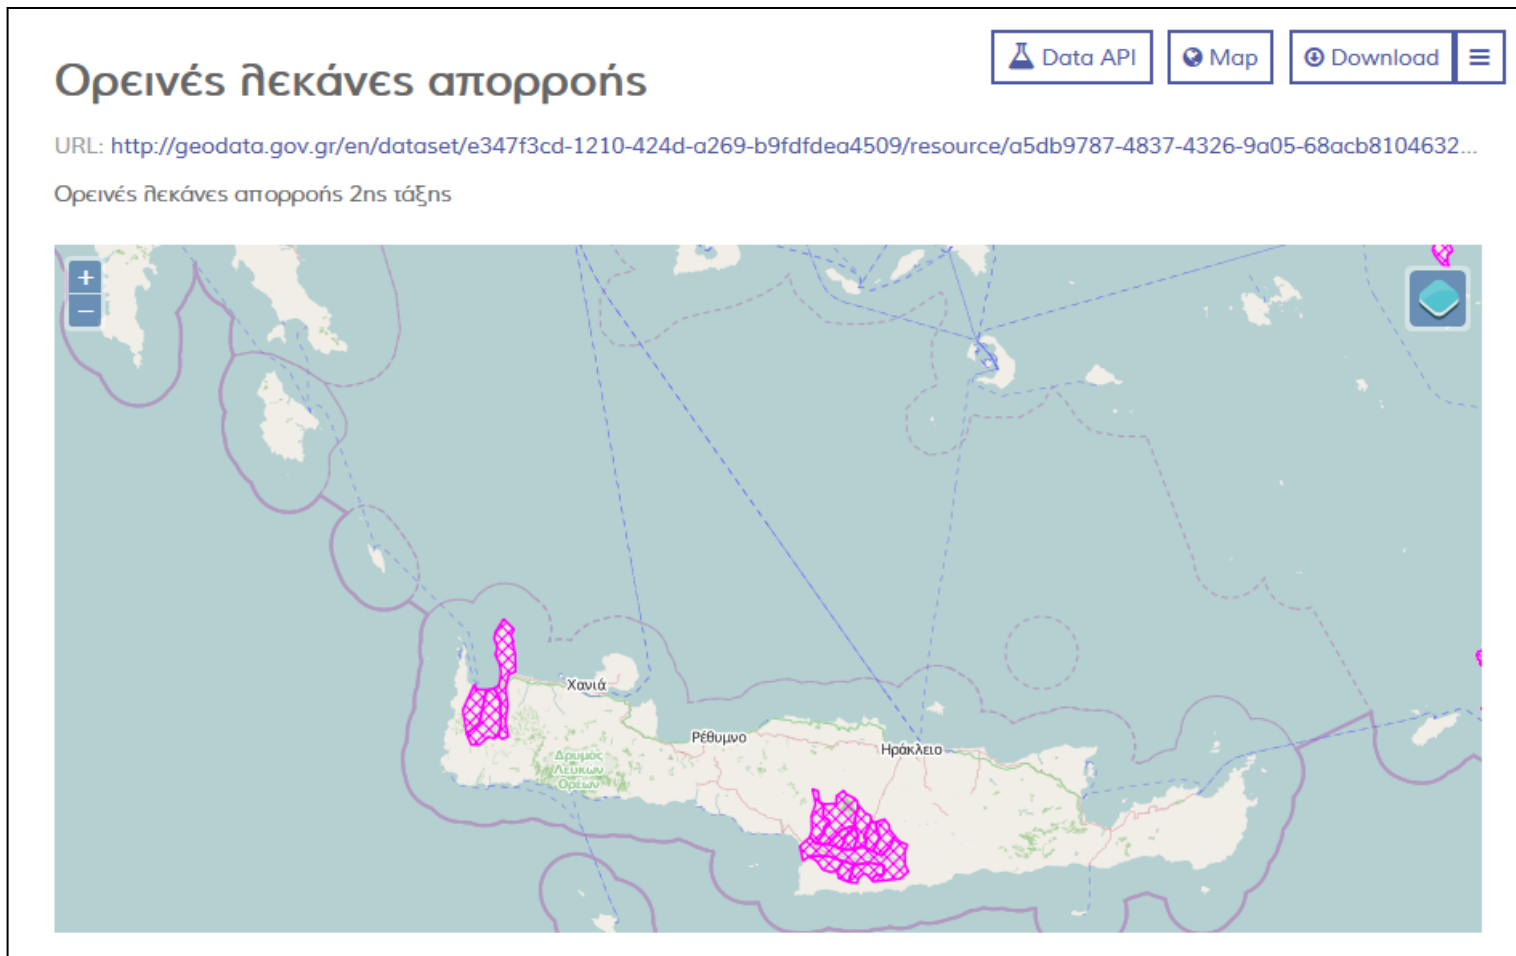 Data API
Map
Download
Ορεινές λεκάνες απορροής
URL: http://geodata.gov.gr/en/dataset/e347f3cd-1210-424d-a269-b9fdfdea4509/resource/a5db9787-4837-4326-9a05-68acb8104632...
Ορεινές λεκάνες απορροής 2ης τάξης
+
−
Χανιά
Ρέθυμνο
Ηράκλειο
Δρυμός
Λευκών
Ορέων